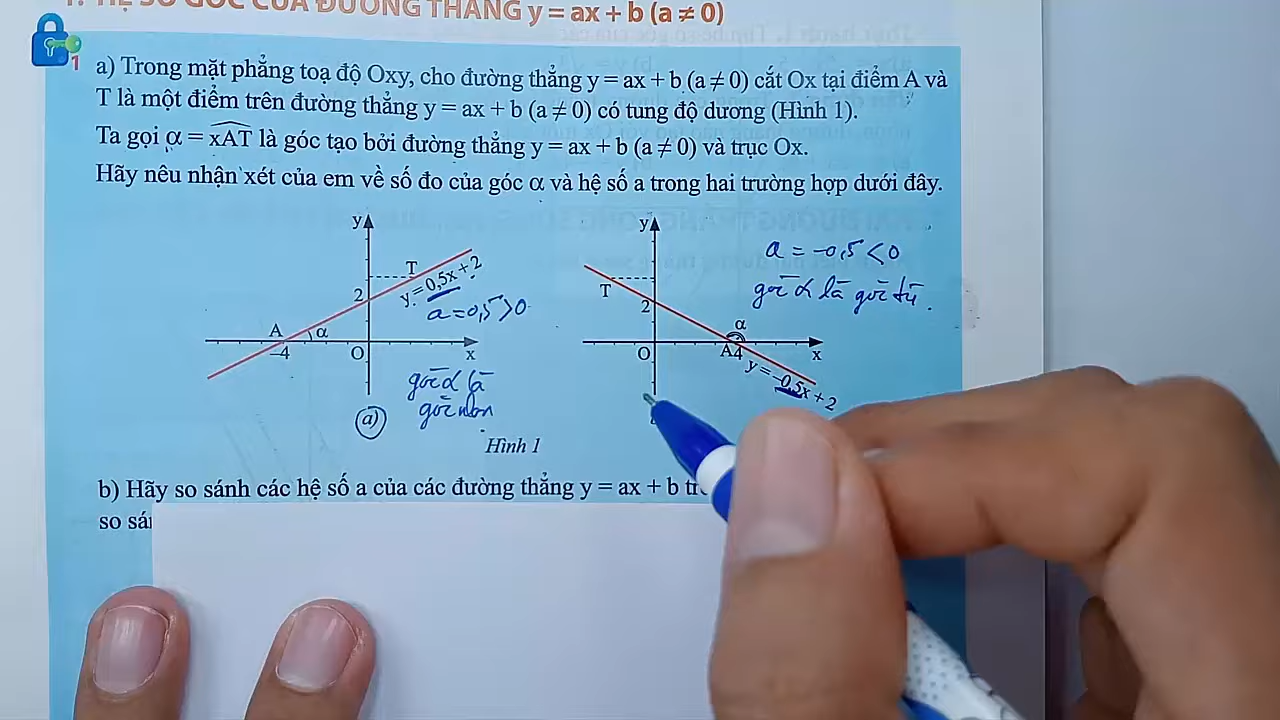 1. HỆ SỐ GÓC CỦA ĐƯỜNG THẲNG y = ax + b (a ≠ 0)
1
a) Trong mặt phẳng toạ độ Oxy, cho đường thẳng y = ax + b (a ≠ 0) cắt Ox tại điểm A và
T là một điểm trên đường thẳng y = ax + b (a ≠ 0) có tung độ dương (Hình 1).
Ta gọi α = xAT là góc tạo bởi đường thẳng y = ax + b (a ≠ 0) và trục Ox.
Hãy nêu nhận xét của em về số đo của góc α và hệ số a trong hai trường hợp dưới đây.
y
T
y = 0,5x + 2
a = 0,5 > 0
2
A
α
-4
O
x
góc α là
góc nhọn
a)
y
a = -0,5 < 0
góc α là góc tù.
T
2
α
O
A4
x
y = -0,5x + 2
Hình 1
b) Hãy so sánh các hệ số a của các đường thẳng y = ax + b
so